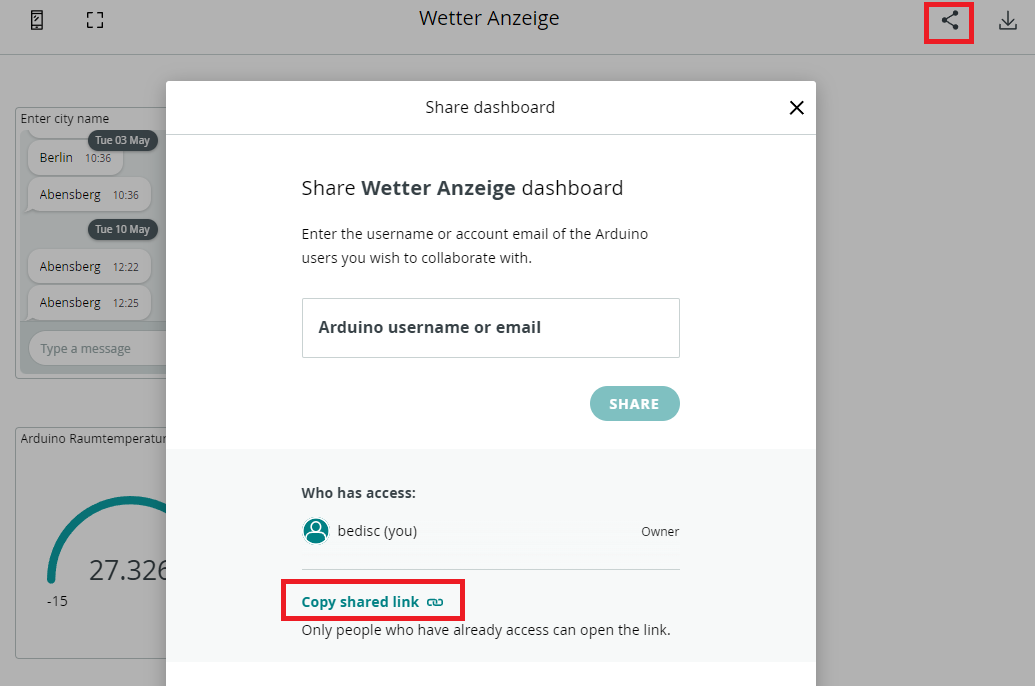 Wetter Anzeige
Share dashboard
Enter city name
Tue 03 May
Berlin 10:36
Abensberg 10:36
Tue 10 May
Abensberg 12:22
Abensberg 12:25
Type a message
Share Wetter Anzeige dashboard
Enter the username or account email of the Arduino
users you wish to collaborate with.
Arduino username or email
SHARE
Arduino Raumtemperatur
27.326
-15
Who has access:
bedisc (you) Owner
Copy shared link
Only people who have already access can open the link.